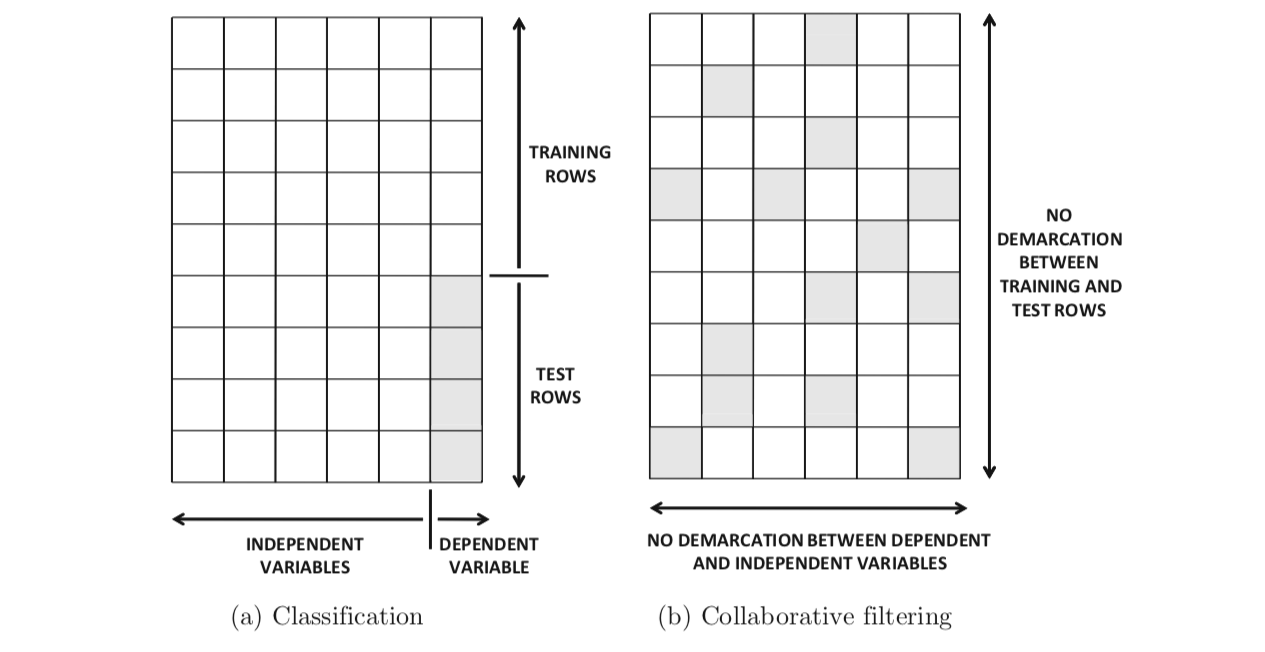 TRAINING
ROWS
TEST
ROWS
INDEPENDENT
VARIABLES
DEPENDENT
VARIABLE
(a) Classification
NO
DEMARCATION
BETWEEN
TRAINING AND
TEST ROWS
NO DEMARCATION BETWEEN DEPENDENT
AND INDEPENDENT VARIABLES
(b) Collaborative filtering